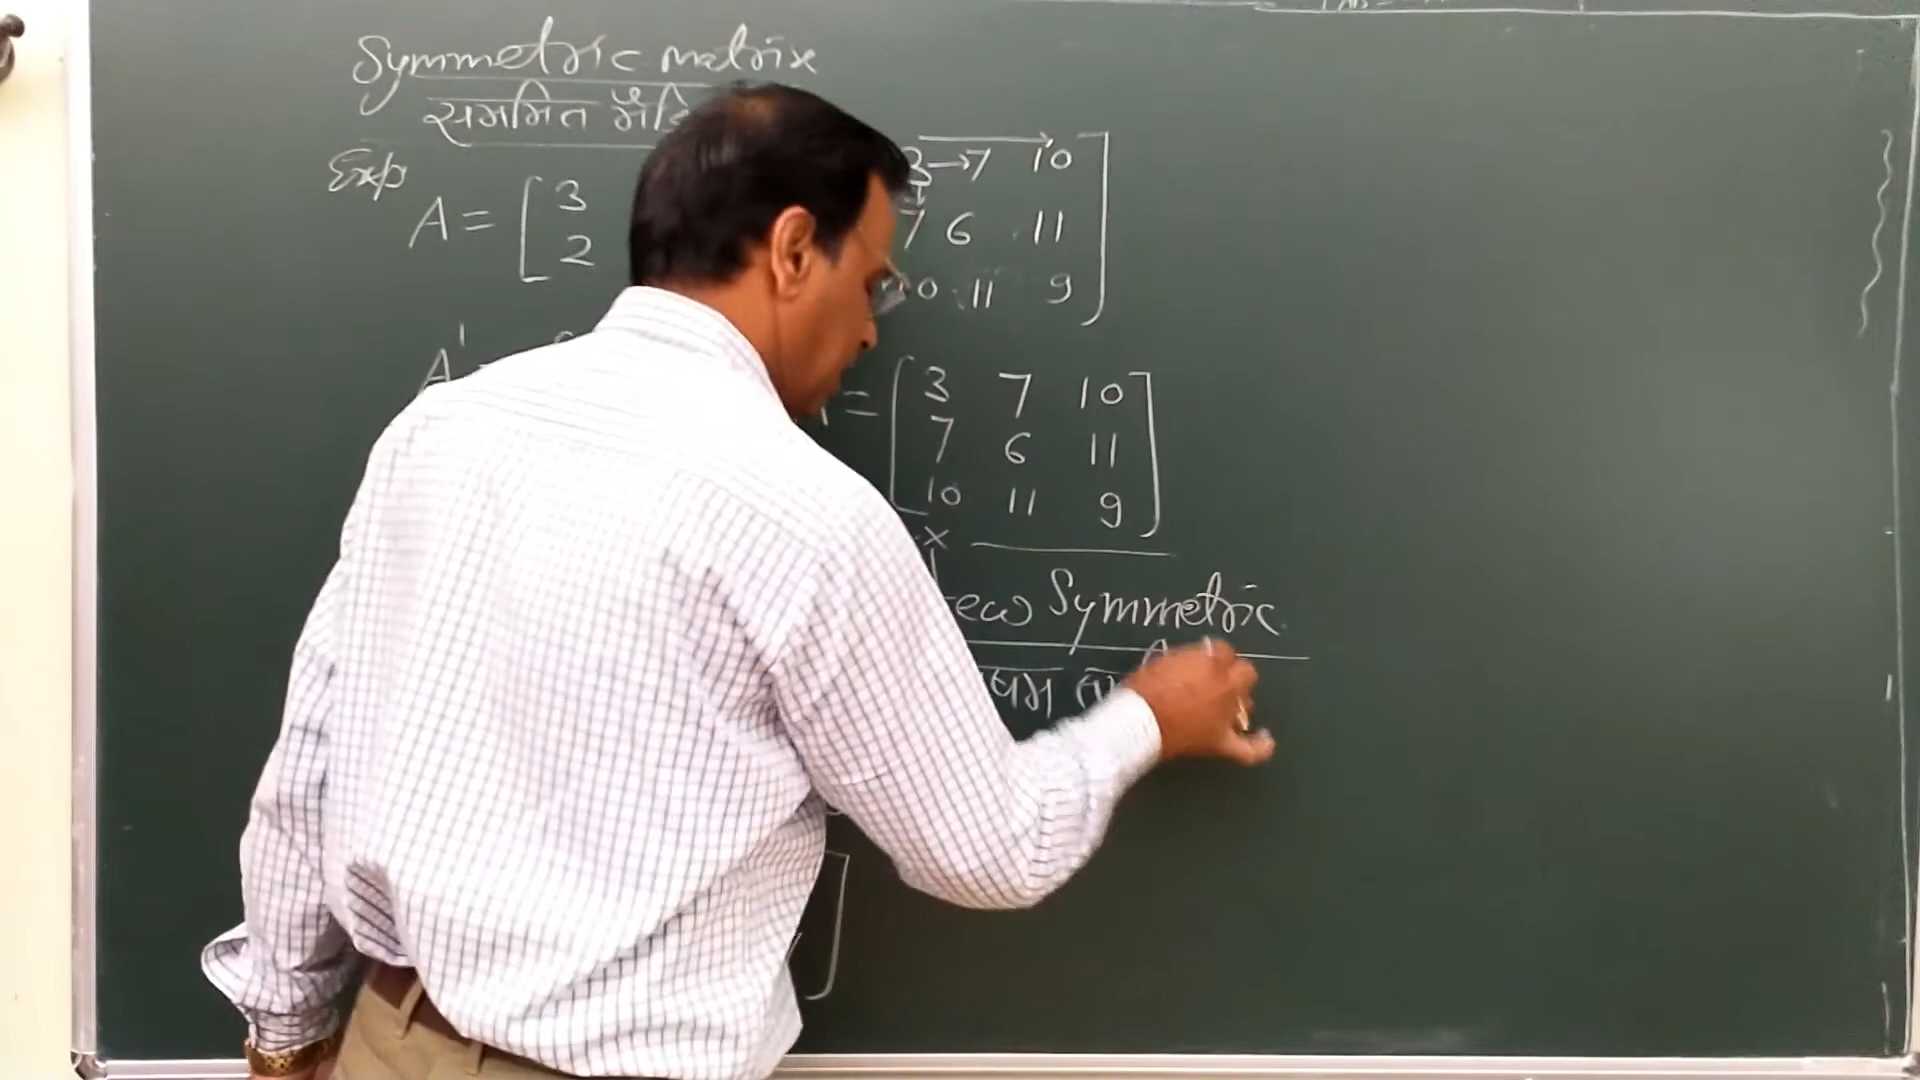 Symmetric matrix
सममित
Exp
A = [ 3
2
3 → 7 10
7 6 11
0 11 9 ]
A'
= [ 3 7 10
7 6 11
10 11 9 ]
x
ew Symmetric